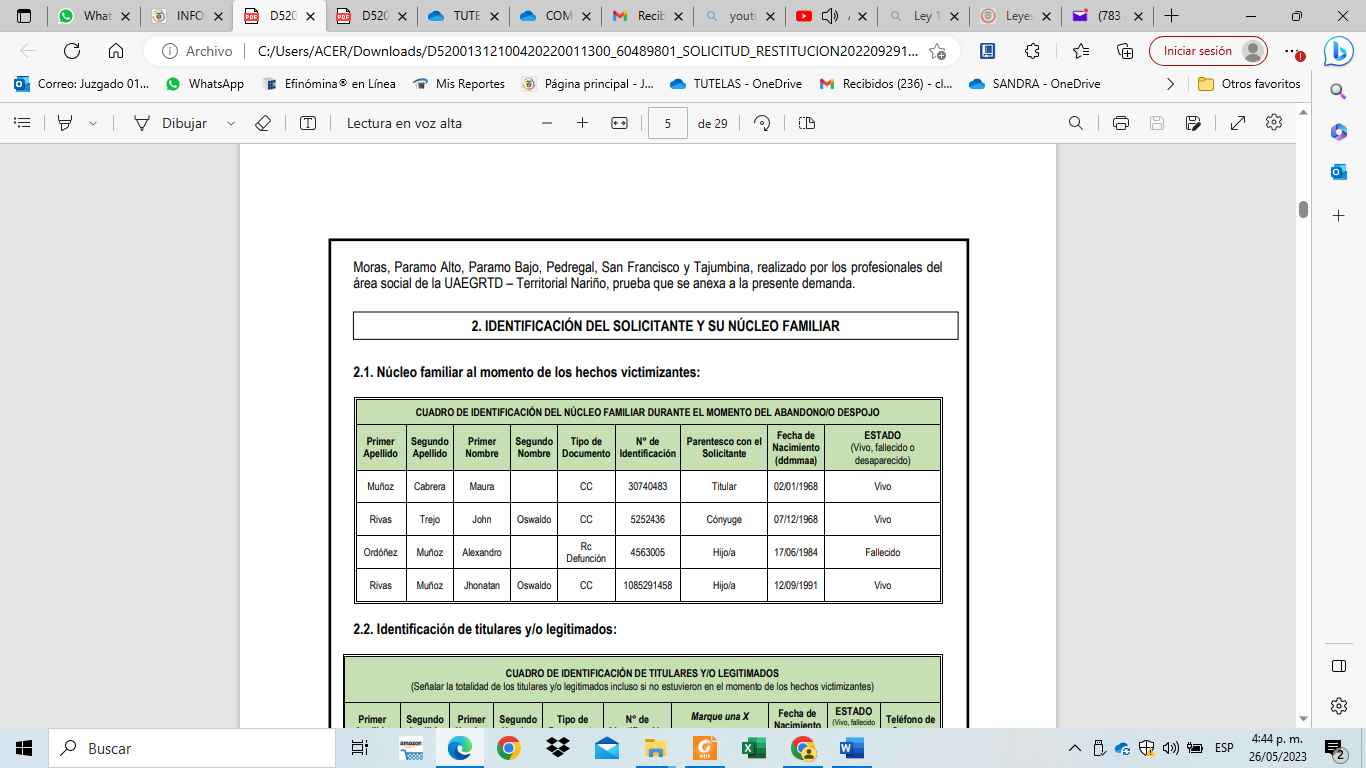 What
INFO
D520
D520
TUTE
COM
Recib
youtu
Ley 1
Leyes
(783
Archivo
C:/Users/ACER/Downloads/D520013121004202200​11300_60489801_SOLICITUD_RESTITUCION202209291...
Iniciar sesión
Correo: Juzgado 01...
WhatsApp
Efinómina® en Línea
Mis Reportes
Página principal - J...
TUTELAS - OneDrive
Recibidos (236) - cl...
SANDRA - OneDrive
Otros favoritos
Dibujar
Lectura en voz alta
5
de 29
Moras, Paramo Alto, Paramo Bajo, Pedregal, San Francisco y Tajumbina, realizado por los profesionales del
área social de la UAEGRTD – Territorial Nariño, prueba que se anexa a la presente demanda.
2. IDENTIFICACIÓN DEL SOLICITANTE Y SU NÚCLEO FAMILIAR
2.1. Núcleo familiar al momento de los hechos victimizantes:
CUADRO DE IDENTIFICACIÓN DEL NÚCLEO FAMILIAR DURANTE EL MOMENTO DEL ABANDONO/O DESPOJO
Primer Apellido Segundo Apellido Primer Nombre Segundo Nombre Tipo de Documento N° de Identificación Parentesco con el Solicitante Fecha de Nacimiento (ddmmaa) ESTADO (Vivo, fallecido o desaparecido)
Muñoz Cabrera Maura CC 30740483 Titular 02/01/1968 Vivo
Rivas Trejo John Oswaldo CC 5252436 Cónyuge 07/12/1968 Vivo
Ordóñez Muñoz Alexandro Rc Defunción 4563005 Hijo/a 17/06/1984 Fallecido
Rivas Muñoz Jhonatan Oswaldo CC 1085291458 Hijo/a 12/09/1991 Vivo
2.2. Identificación de titulares y/o legitimados:
CUADRO DE IDENTIFICACIÓN DE TITULARES Y/O LEGITIMADOS
(Señalar la totalidad de los titulares y/o legitimados incluso si no estuvieron en el momento de los hechos victimizantes)
Primer Segundo Primer Segundo Tipo de N° de Marque una X Fecha de Nacimiento ESTADO (Vivo, fallecido Teléfono de
Buscar
ESP
4:44 p. m.
26/05/2023
2